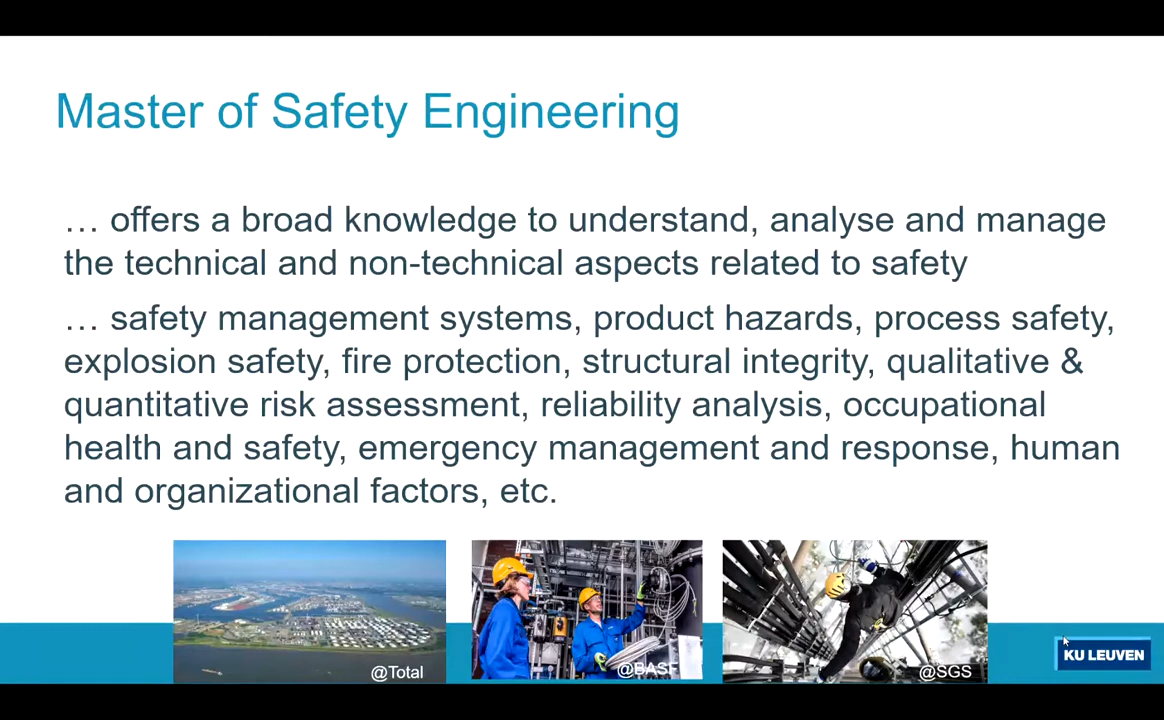 Master of Safety Engineering
… offers a broad knowledge to understand, analyse and manage
the technical and non-technical aspects related to safety
… safety management systems, product hazards, process safety,
explosion safety, fire protection, structural integrity, qualitative &
quantitative risk assessment, reliability analysis, occupational
health and safety, emergency management and response, human
and organizational factors, etc.
@Total
@BASF
@SGS
KU LEUVEN